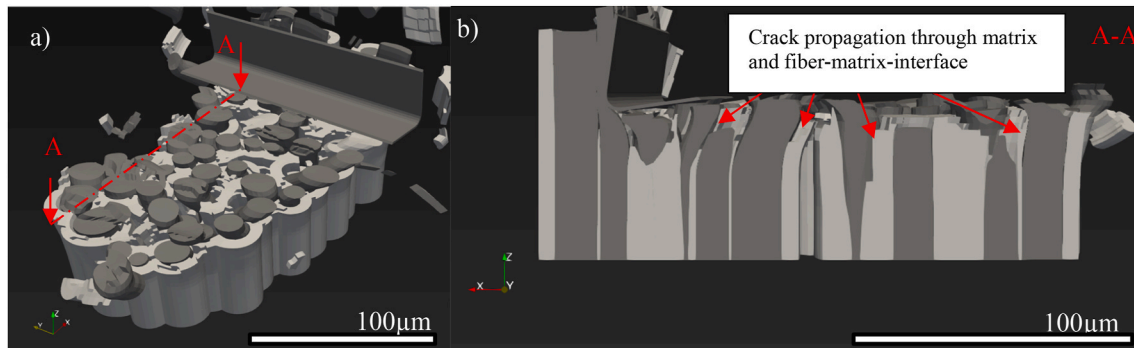 a)
A
A
Z
Y
X
100µm
b)
Crack propagation through matrix
and fiber-matrix-interface
A-A
Z
X
Y
100µm